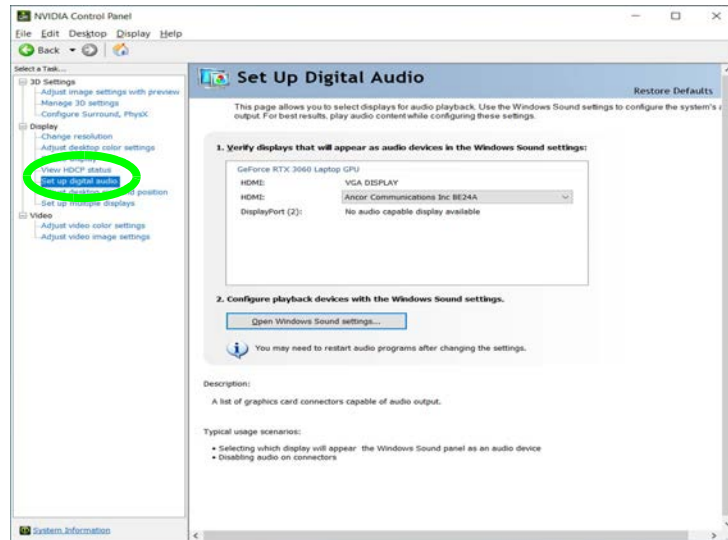 NVIDIA Control Panel
File Edit Desktop Display Help
Back
Select a Task...
3D Settings
Adjust image settings with preview
Manage 3D settings
Configure Surround, PhysX
Display
Change resolution
Adjust desktop color settings
View HDCP status
Set up digital audio
desktop
position
Set up multiple displays
Video
Adjust video color settings
Adjust video image settings
System Information
Set Up Digital Audio
Restore Defaults
This page allows you to select displays for audio playback. Use the Windows Sound settings to configure the system's
output. For best results, play audio content while configuring these settings.
1. Verify displays that will appear as audio devices in the Windows Sound settings:
GeForce RTX 3060 Laptop GPU
HDMI: VGA DISPLAY
HDMI: Ancor Communications Inc BE24A
DisplayPort (2): No audio capable display available
2. Configure playback devices with the Windows Sound settings.
Open Windows Sound settings...
You may need to restart audio programs after changing the settings.
Description:
A list of graphics card connectors capable of audio output.
Typical usage scenarios:
• Selecting which display will appear the Windows Sound panel as an audio device
• Disabling audio on connectors